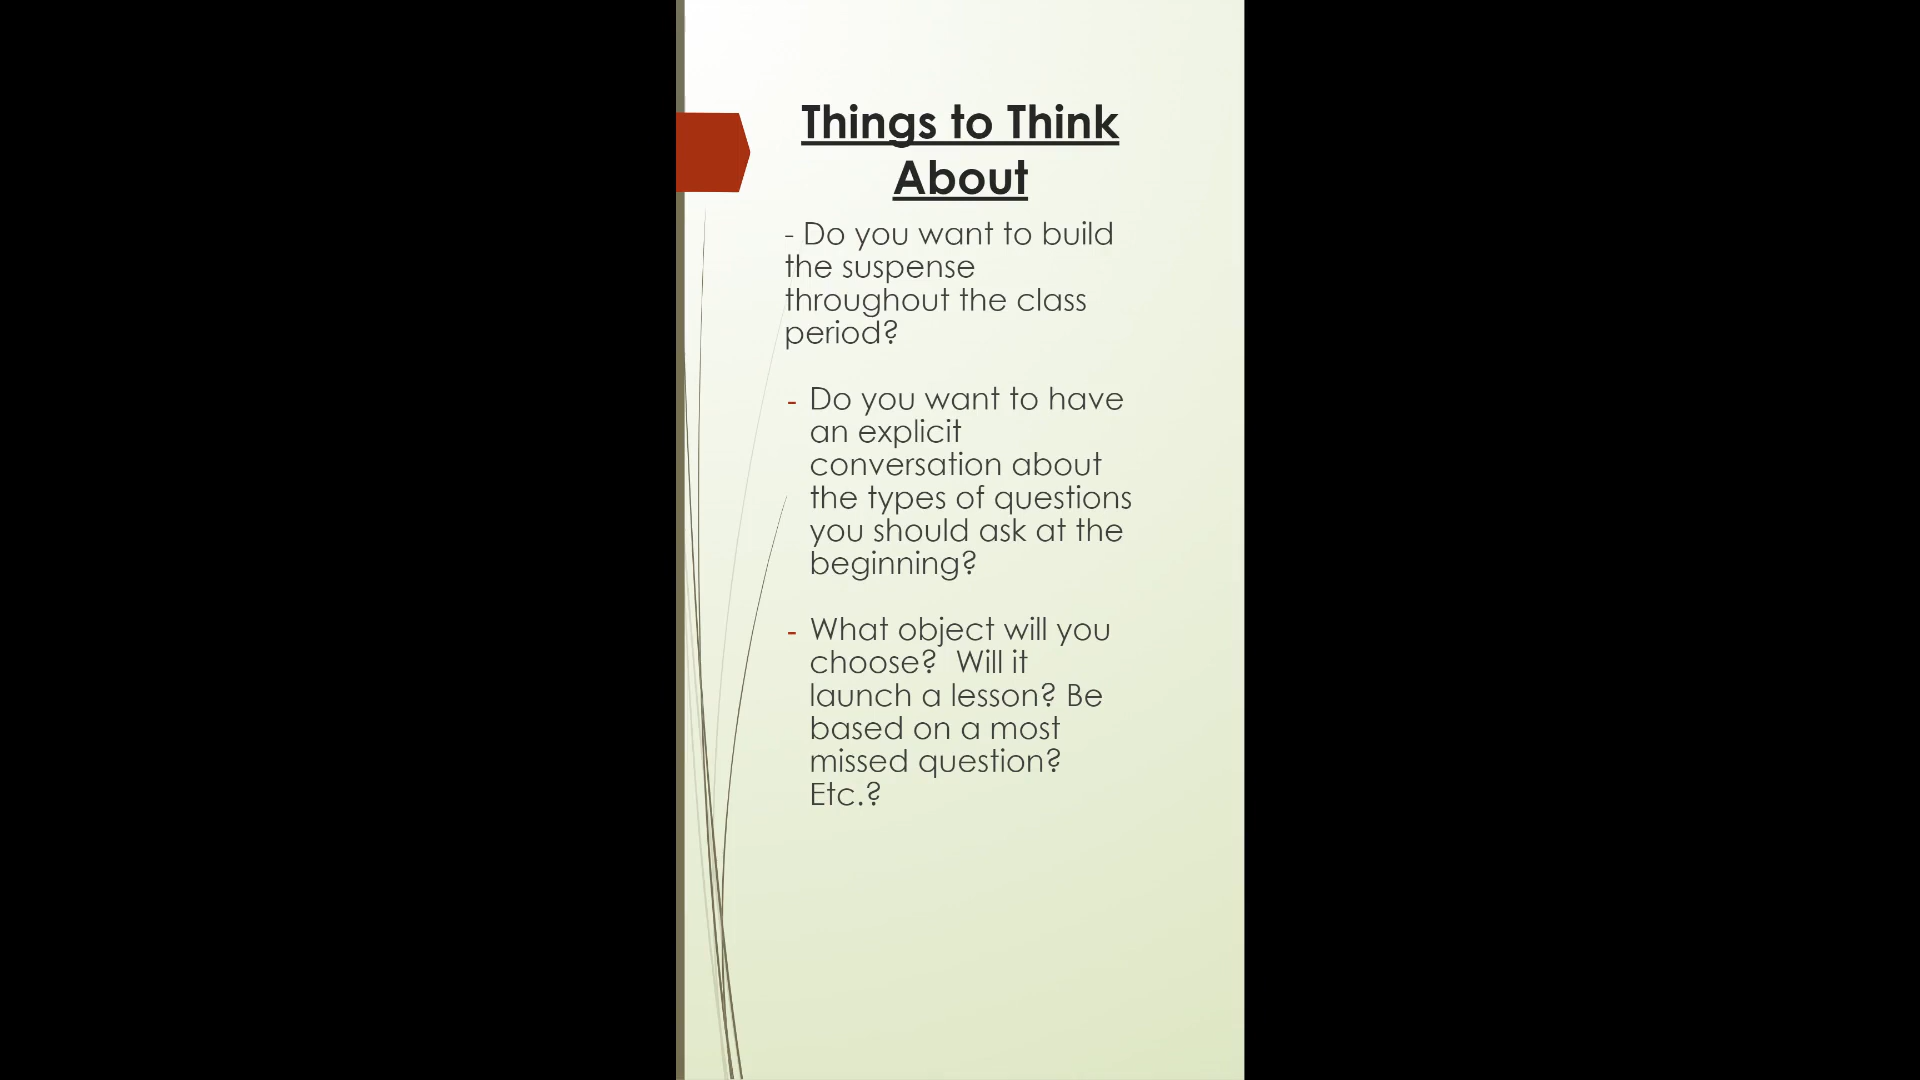 Things to Think
About
- Do you want to build
the suspense
throughout the class
period?
- Do you want to have
an explicit
conversation about
the types of questions
you should ask at the
beginning?
- What object will you
choose?  Will it
launch a lesson? Be
based on a most
missed question?
Etc.?